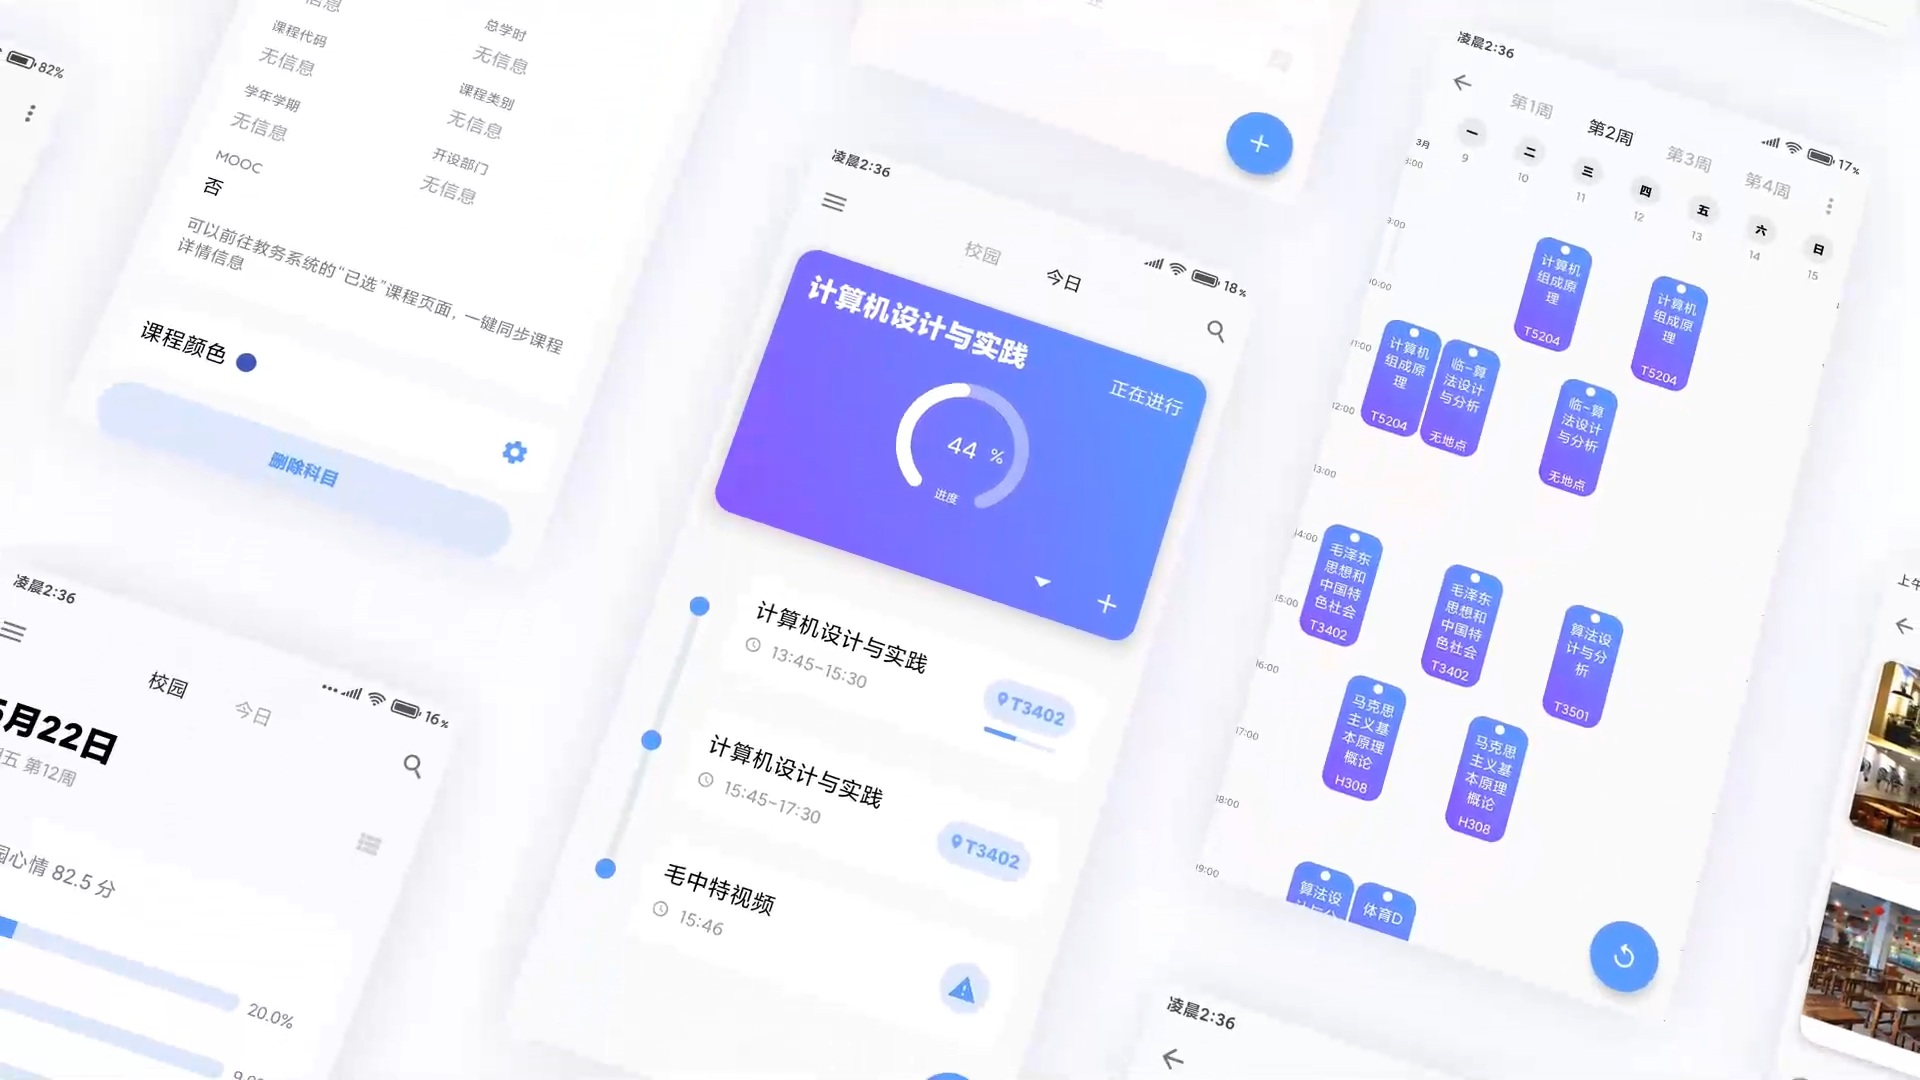 82%
课程代码
无信息
学年学期
无信息
MOOC
否
总学时
无信息
课程类别
无信息
开设部门
无信息
可以前往教务系统的“已选”课程页面，一键同步课程
详情信息
课程颜色
删除科目
凌晨2:36
16%
校园
今日
5月22日
五 第12周
心情 82.5 分
20.0%
凌晨2:36
18%
校园
今日
计算机设计与实践
正在进行
44 %
进度
计算机设计与实践
13:45-15:30
T3402
计算机设计与实践
15:45-17:30
T3402
毛中特视频
15:46
凌晨2:36
17%
第1周
第2周
第3周
第4周
3月
一
二
三
四
五
六
日
9
10
11
12
13
14
15
8:00
9:00
10:00
11:00
12:00
13:00
14:00
15:00
16:00
17:00
18:00
19:00
计算机
组成原
理
T5204
计算机
组成原
理
T5204
计算机
组成原
理
T5204
临-算
法设计
与分析
无地点
临-算
法设计
与分析
无地点
毛泽东
思想和
中国特
色社会
T3402
毛泽东
思想和
中国特
色社会
T3402
算法设
计与分
析
T3501
马克思
主义基
本原理
概论
H308
马克思
主义基
本原理
概论
H308
算法设
体育D
凌晨2:36